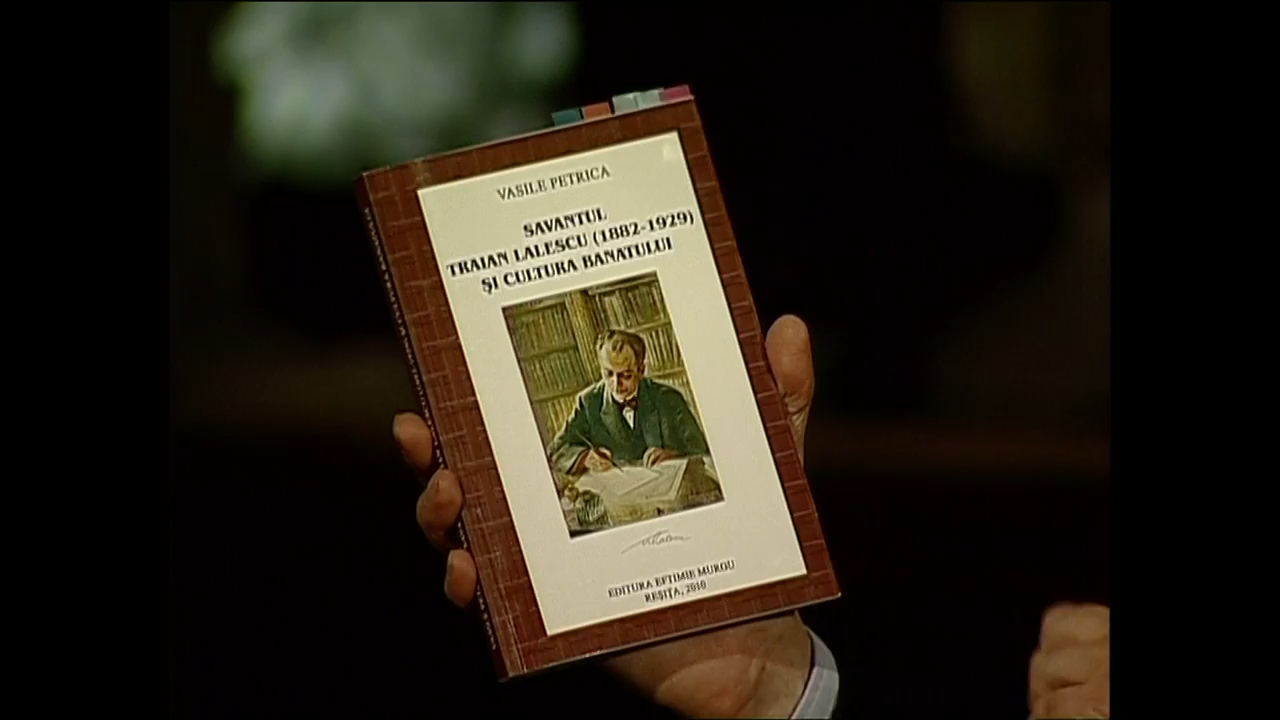 VASILE PETRICA
SAVANTUL
TRAIAN LALESCU (1882-1929)
ŞI CULTURA BANATULUI
EDITURA EFTIMIE MURGU
REŞIŢA, 2010